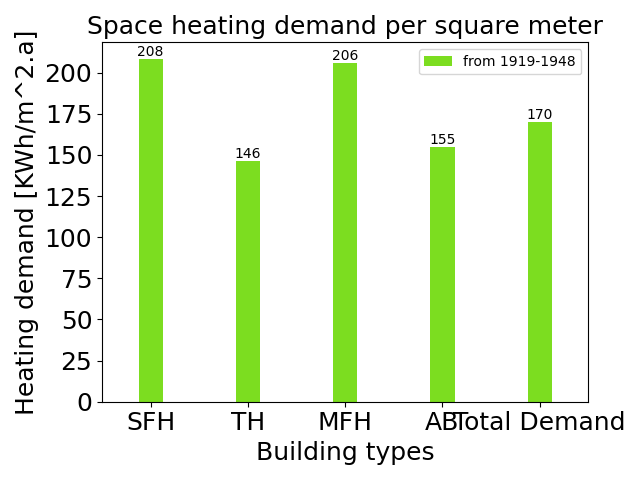 Space heating demand per square meter
Heating demand [KWh/m^2.a]
200
175
150
125
100
75
50
25
0
208
146
206
155
170
from 1919-1948
SFH
TH
MFH
AB
Total Demand
Building types